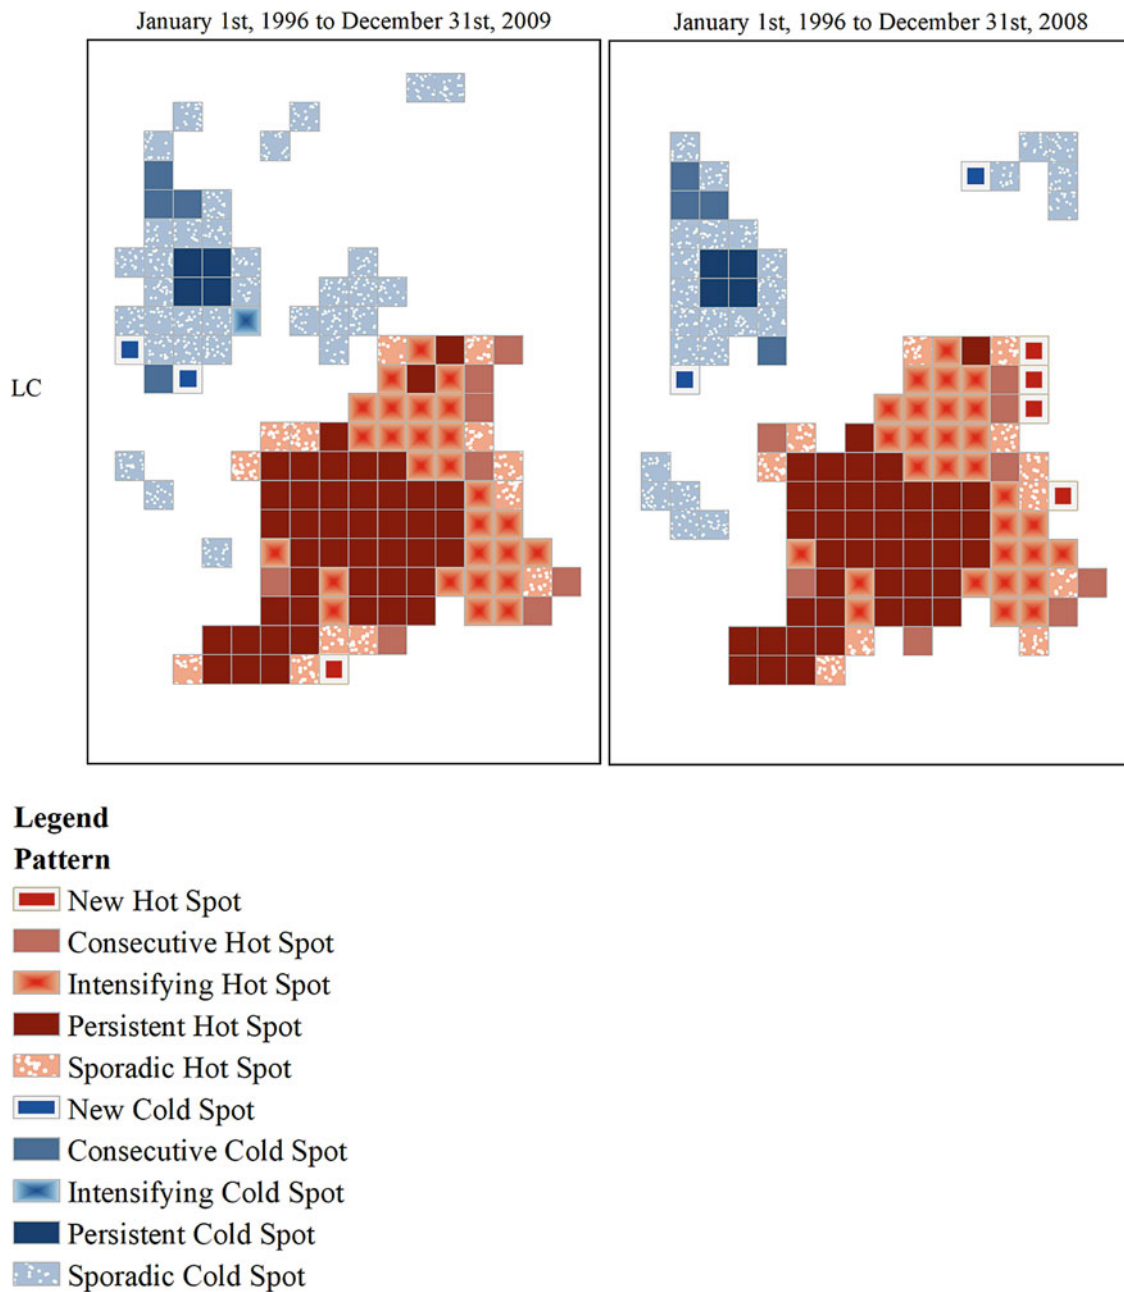 January 1st, 1996 to December 31st, 2009
January 1st, 1996 to December 31st, 2008
LC
Legend
Pattern
New Hot Spot
Consecutive Hot Spot
Intensifying Hot Spot
Persistent Hot Spot
Sporadic Hot Spot
New Cold Spot
Consecutive Cold Spot
Intensifying Cold Spot
Persistent Cold Spot
Sporadic Cold Spot